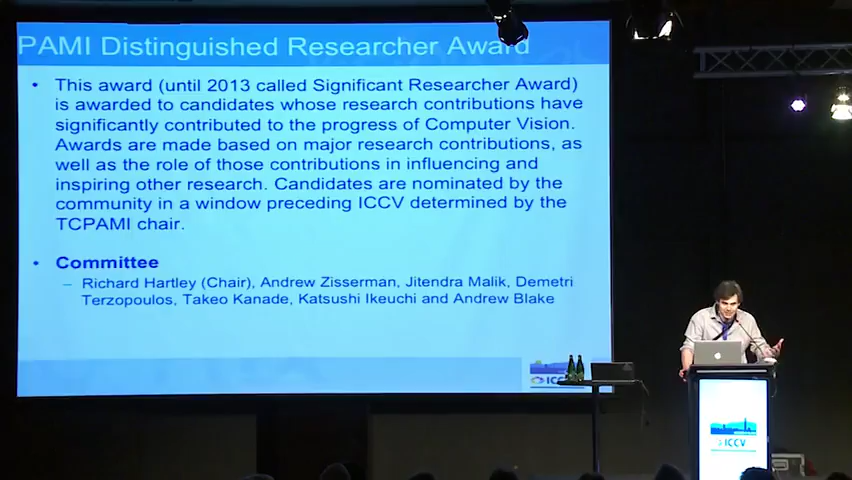 PAMI Distinguished Researcher Award
• This award (until 2013 called Significant Researcher Award)
is awarded to candidates whose research contributions have
significantly contributed to the progress of Computer Vision.
Awards are made based on major research contributions, as
well as the role of those contributions in influencing and
inspiring other research. Candidates are nominated by the
community in a window preceding ICCV determined by the
TCPAMI chair.
• Committee
– Richard Hartley (Chair), Andrew Zisserman, Jitendra Malik, Demetri
Terzopoulos, Takeo Kanade, Katsushi Ikeuchi and Andrew Blake
ICCV